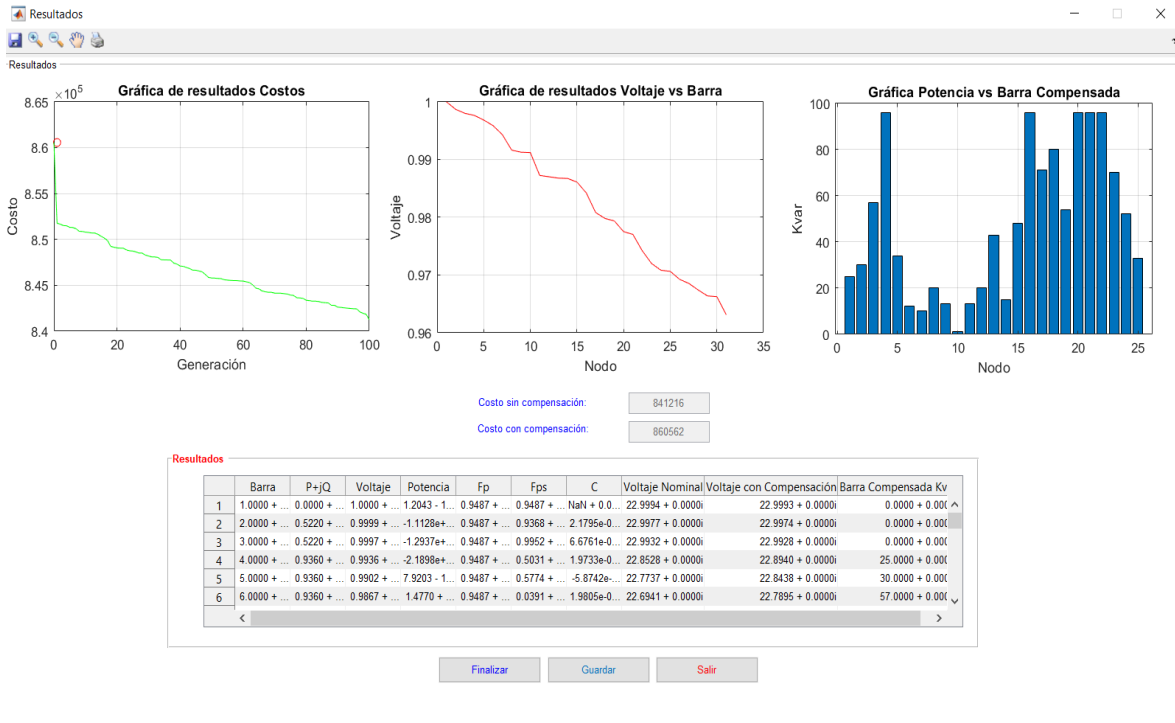 Resultados
Resultados
Gráfica de resultados Costos
×10⁵
8.65
8.6
8.55
8.5
8.45
8.4
Costo
0 20 40 60 80 100
Generación
Gráfica de resultados Voltaje vs Barra
1
0.99
0.98
0.97
0.96
Voltaje
0 5 10 15 20 25 30 35
Nodo
Gráfica Potencia vs Barra Compensada
100
80
60
40
20
0
Kvar
0 5 10 15 20 25
Nodo
Costo sin compensación: 841216
Costo con compensación: 860562
Resultados
Barra P+jQ Voltaje Potencia Fp Fps C Voltaje Nominal Voltaje con Compensación Barra Compensada Kv
1 1.0000 + ... 0.0000 + ... 1.0000 + ... 1.2043 - 1... 0.9487 + ... 0.9487 + ... NaN + 0.0... 22.9994 + 0.0000i 22.9993 + 0.0000i 0.0000 + 0.000
2 2.0000 + ... 0.5220 + ... 0.9999 + ... -1.1128e+... 0.9487 + ... 0.9368 + ... 2.1795e-0... 22.9977 + 0.0000i 22.9974 + 0.0000i 0.0000 + 0.000
3 3.0000 + ... 0.5220 + ... 0.9997 + ... -1.2937e+... 0.9487 + ... 0.9952 + ... 6.6761e-0... 22.9932 + 0.0000i 22.9928 + 0.0000i 0.0000 + 0.000
4 4.0000 + ... 0.9360 + ... 0.9936 + ... -2.1898e+... 0.9487 + ... 0.5031 + ... 1.9733e-0... 22.8528 + 0.0000i 22.8940 + 0.0000i 25.0000 + 0.000
5 5.0000 + ... 0.9360 + ... 0.9902 + ... 7.9203 - 1... 0.9487 + ... 0.5774 + ... -5.8742e-... 22.7737 + 0.0000i 22.8438 + 0.0000i 30.0000 + 0.000
6 6.0000 + ... 0.9360 + ... 0.9867 + ... 1.4770 + ... 0.9487 + ... 0.0391 + ... 1.9805e-0... 22.6941 + 0.0000i 22.7895 + 0.0000i 57.0000 + 0.000
Finalizar Guardar Salir